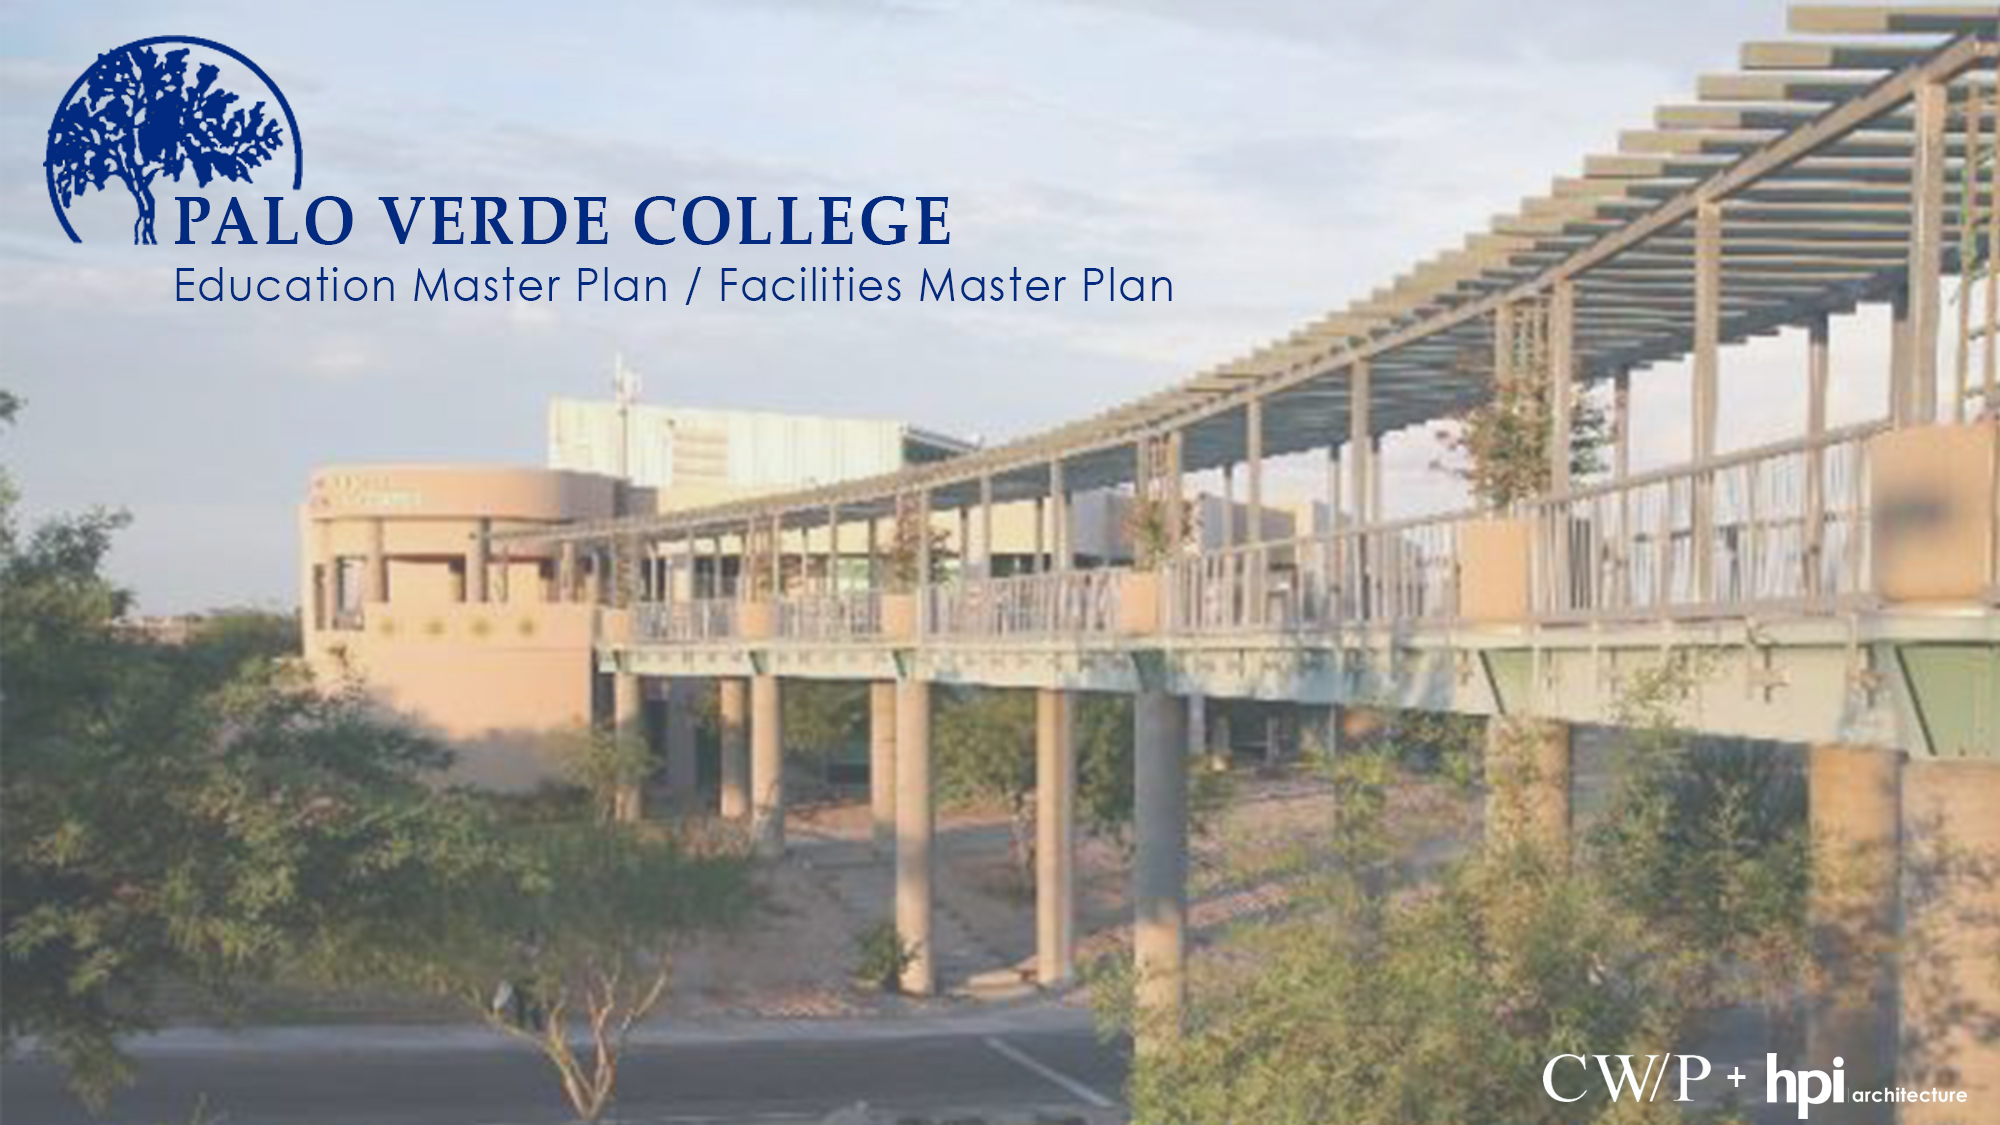 PALO VERDE COLLEGE
Education Master Plan / Facilities Master Plan
CW/P + hpi architecture